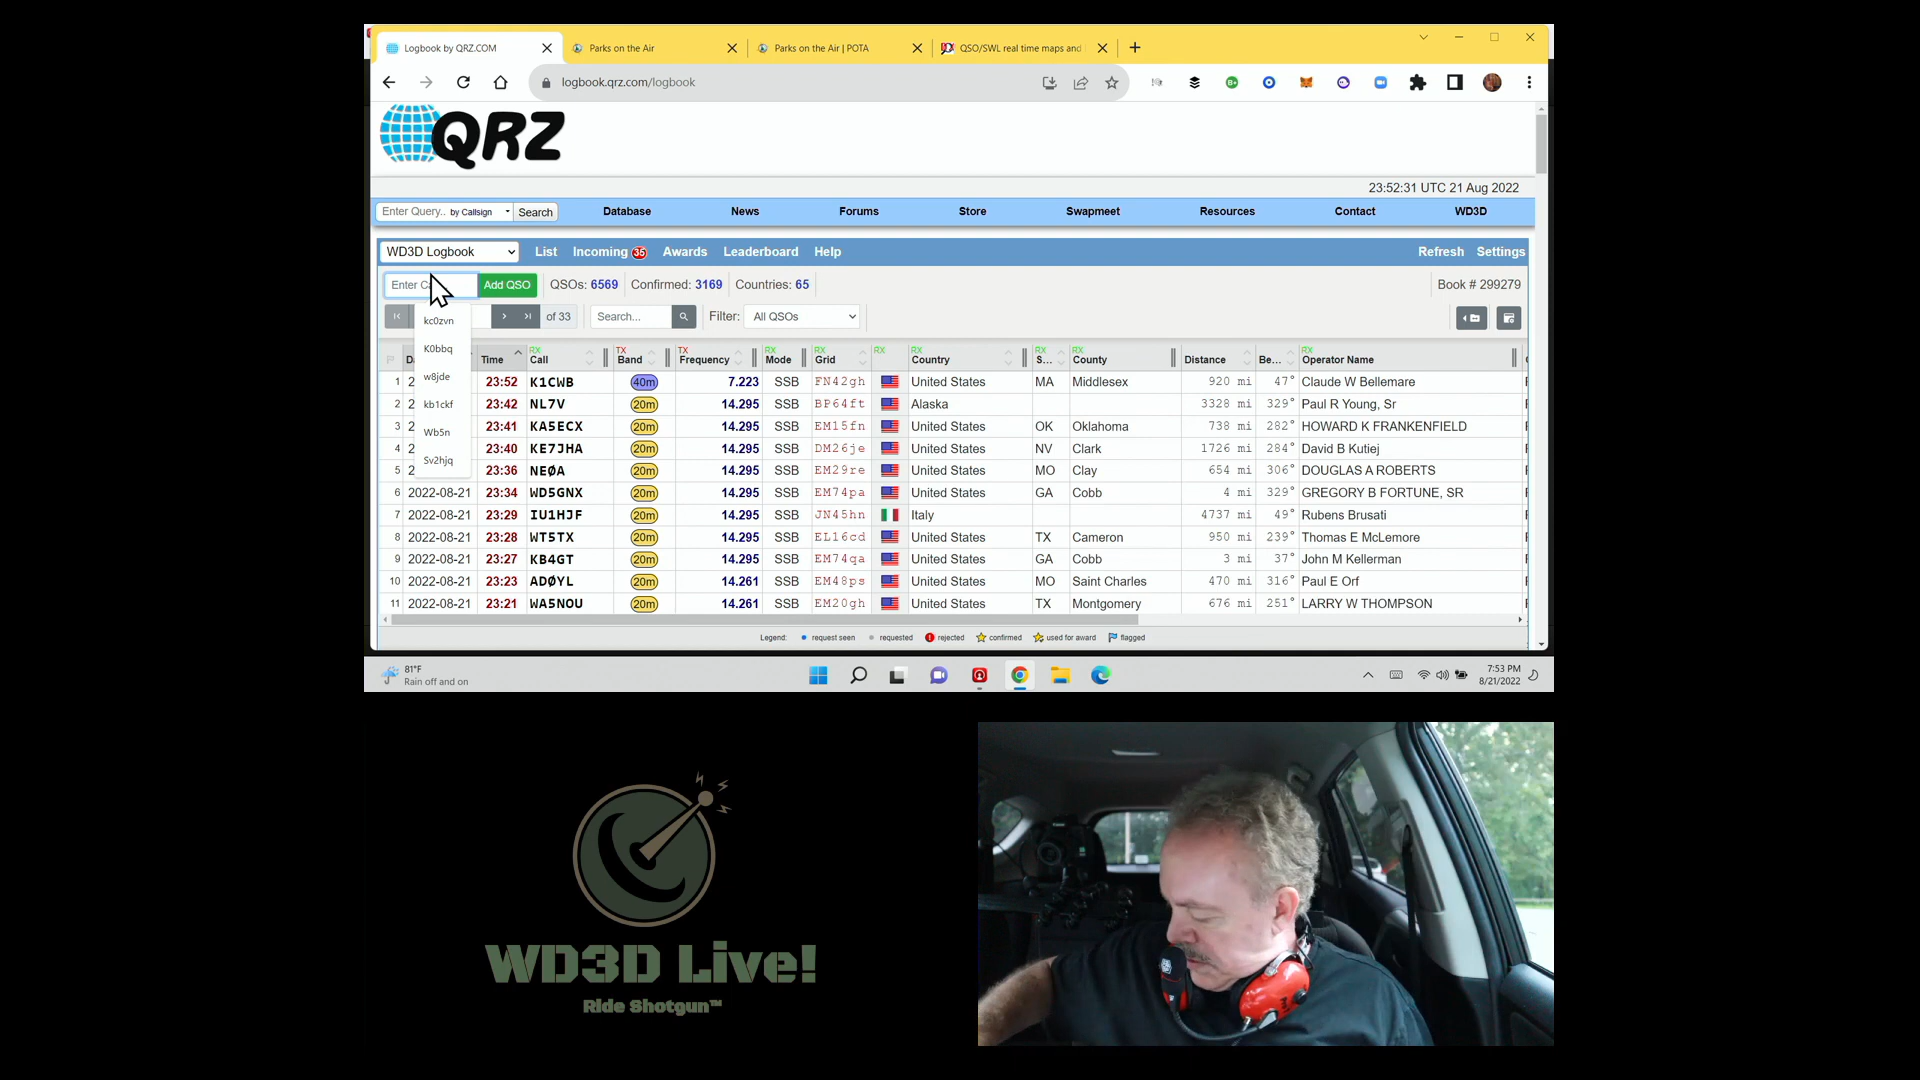 Logbook by QRZ.COM
Parks on the Air
Parks on the Air | POTA
QSO/SWL real time maps and
logbook.qrz.com/logbook
QRZ
23:52:31 UTC 21 Aug 2022
Enter Query.. by Callsign Search Database News Forums Store Swapmeet Resources Contact WD3D
WD3D Logbook List Incoming 35 Awards Leaderboard Help Refresh Settings
Enter Add QSO QSOs: 6569 Confirmed: 3169 Countries: 65 Book # 299279
of 33 Search... Filter: All QSOs
kc0zvn
K0bbq
w8jde
kb1ckf
Wb5n
Sv2hjq
RX TX TX RX RX RX RX RX RX RX
Time Call Band Frequency Mode Grid Country S... County Distance Be... Operator Name
1 2 23:52 K1CWB 40m 7.223 SSB FN42gh United States MA Middlesex 920 mi 47° Claude W Bellemare
2 2 23:42 NL7V 20m 14.295 SSB BP64ft Alaska 3328 mi 329° Paul R Young, Sr
3 2 23:41 KA5ECX 20m 14.295 SSB EM15fn United States OK Oklahoma 738 mi 282° HOWARD K FRANKENFIELD
4 2 23:40 KE7JHA 20m 14.295 SSB DM26je United States NV Clark 1726 mi 284° David B Kutiej
5 2 23:36 NEØA 20m 14.295 SSB EM29re United States MO Clay 654 mi 306° DOUGLAS A ROBERTS
6 2022-08-21 23:34 WD5GNX 20m 14.295 SSB EM74pa United States GA Cobb 4 mi 329° GREGORY B FORTUNE, SR
7 2022-08-21 23:29 IU1HJF 20m 14.295 SSB JN45hn Italy 4737 mi 49° Rubens Brusati
8 2022-08-21 23:28 WT5TX 20m 14.295 SSB EL16cd United States TX Cameron 950 mi 239° Thomas E McLemore
9 2022-08-21 23:27 KB4GT 20m 14.295 SSB EM74qa United States GA Cobb 3 mi 37° John M Kellerman
10 2022-08-21 23:23 ADØYL 20m 14.261 SSB EM48ps United States MO Saint Charles 470 mi 316° Paul E Orf
11 2022-08-21 23:21 WA5NOU 20m 14.261 SSB EM20gh United States TX Montgomery 676 mi 251° LARRY W THOMPSON
Legend: request seen requested rejected confirmed used for award flagged
81°F
Rain off and on
7:53 PM
8/21/2022
WD3D Live!
Ride Shotgun™